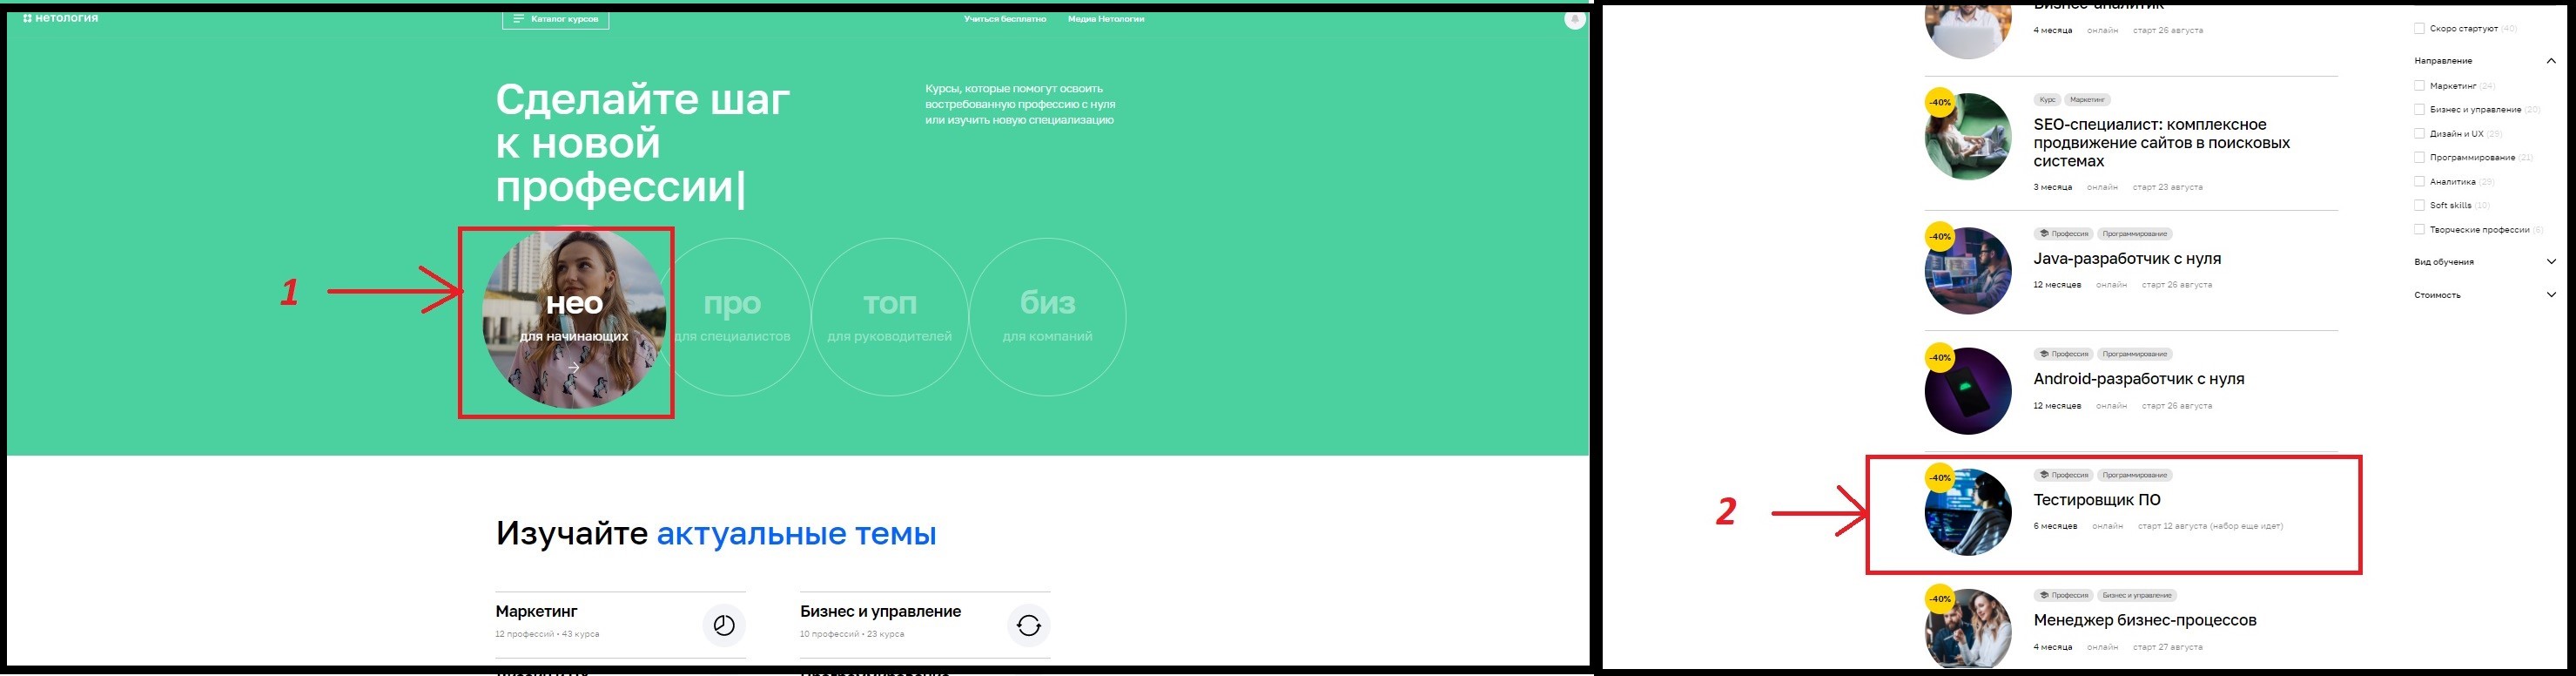 нетология
Каталог курсов
Учиться бесплатно
Медиа Нетологии
Сделайте шаг
к новой
профессии|
Курсы, которые помогут освоить
востребованную профессию с нуля
или изучить новую специализацию
1
нео
для начинающих
про
для специалистов
топ
для руководителей
биз
для компаний
Изучайте актуальные темы
Маркетинг
12 профессий • 43 курса
Бизнес и управление
10 профессий • 23 курса
Бизнес-аналитик
4 месяца онлайн старт 26 августа
-40%
Курс Маркетинг
SEO-специалист: комплексное
продвижение сайтов в поисковых
системах
3 месяца онлайн старт 23 августа
-40%
Профессия Программирование
Java-разработчик с нуля
12 месяцев онлайн старт 26 августа
-40%
Профессия Программирование
Android-разработчик с нуля
12 месяцев онлайн старт 26 августа
2
-40%
Профессия Программирование
Тестировщик ПО
6 месяцев онлайн старт 12 августа (набор еще идет)
-40%
Профессия Бизнес и управление
Менеджер бизнес-процессов
4 месяца онлайн старт 27 августа
Скоро стартуют (40)
Направление
Маркетинг (24)
Бизнес и управление (20)
Дизайн и UX (29)
Программирование (21)
Аналитика (29)
Soft skills (10)
Творческие профессии (6)
Вид обучения
Стоимость